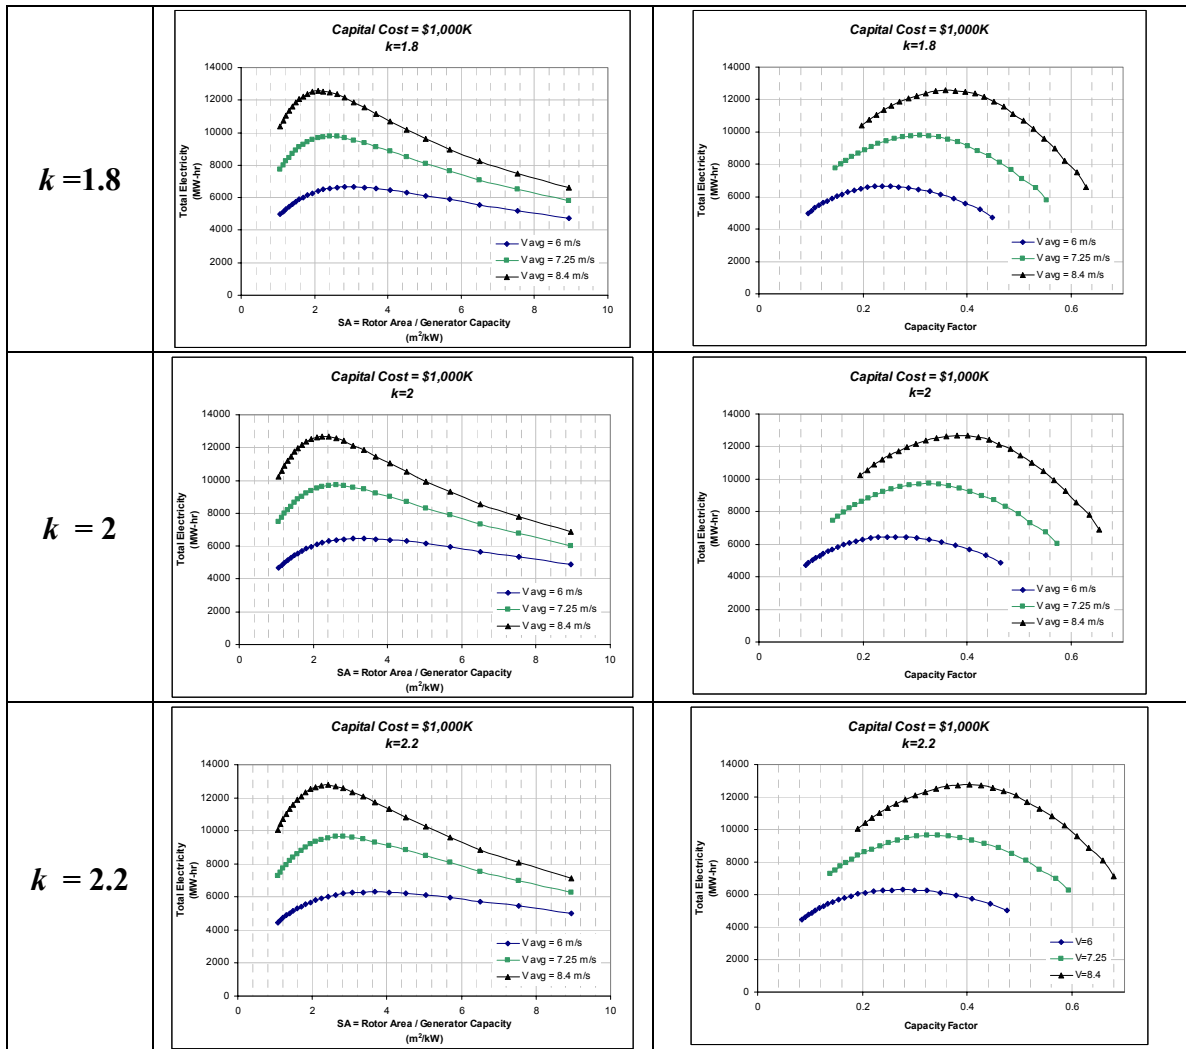 k =1.8
Capital Cost = $1,000K
k=1.8
14000
12000
10000
8000
6000
4000
2000
0
Total Electricity
(MW-hr)
V avg = 6 m/s
V avg = 7.25 m/s
V avg = 8.4 m/s
0 2 4 6 8 10
SA = Rotor Area / Generator Capacity
(m²/kW)
Capital Cost = $1,000K
k=1.8
14000
12000
10000
8000
6000
4000
2000
0
Total Electricity
(MW-hr)
V avg = 6 m/s
V avg = 7.25 m/s
V avg = 8.4 m/s
0 0.2 0.4 0.6
Capacity Factor
k = 2
Capital Cost = $1,000K
k=2
14000
12000
10000
8000
6000
4000
2000
0
Total Electricity
(MW-hr)
V avg = 6 m/s
V avg = 7.25 m/s
V avg = 8.4 m/s
0 2 4 6 8 10
SA = Rotor Area / Generator Capacity
(m²/kW)
Capital Cost = $1,000K
k=2
14000
12000
10000
8000
6000
4000
2000
0
Total Electricity
(MW-hr)
V avg = 6 m/s
V avg = 7.25 m/s
V avg = 8.4 m/s
0 0.2 0.4 0.6
Capacity Factor
k = 2.2
Capital Cost = $1,000K
k=2.2
14000
12000
10000
8000
6000
4000
2000
0
Total Electricity
(MW-hr)
V avg = 6 m/s
V avg = 7.25 m/s
V avg = 8.4 m/s
0 2 4 6 8 10
SA = Rotor Area / Generator Capacity
(m²/kW)
Capital Cost = $1,000K
k=2.2
14000
12000
10000
8000
6000
4000
2000
0
Total Electricity
(MW-hr)
V=6
V=7.25
V=8.4
0 0.2 0.4 0.6
Capacity Factor